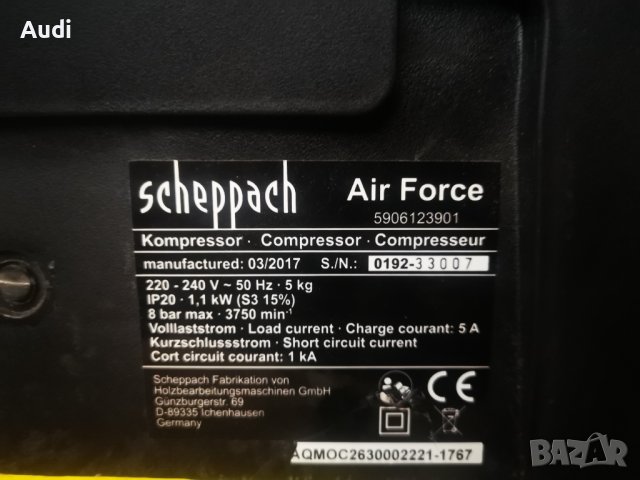 Audi
scheppach Air Force
5906123901
Kompressor · Compressor · Compresseur
manufactured: 03/2017 S./N.: 0192-33007
220 - 240 V ~ 50 Hz · 5 kg
IP20 · 1,1 kW (S3 15%)
8 bar max · 3750 min-1
Volllaststrom · Load current · Charge courant: 5 A
Kurzschlussstrom · Short circuit current
Cort circuit courant: 1 kA
Scheppach Fabrikation von
Holzbearbeitungsmaschinen GmbH
Günzburgerstr. 69
D-89335 Ichenhausen
Germany
CE
AQMOC2630002221-1767
BAZAR